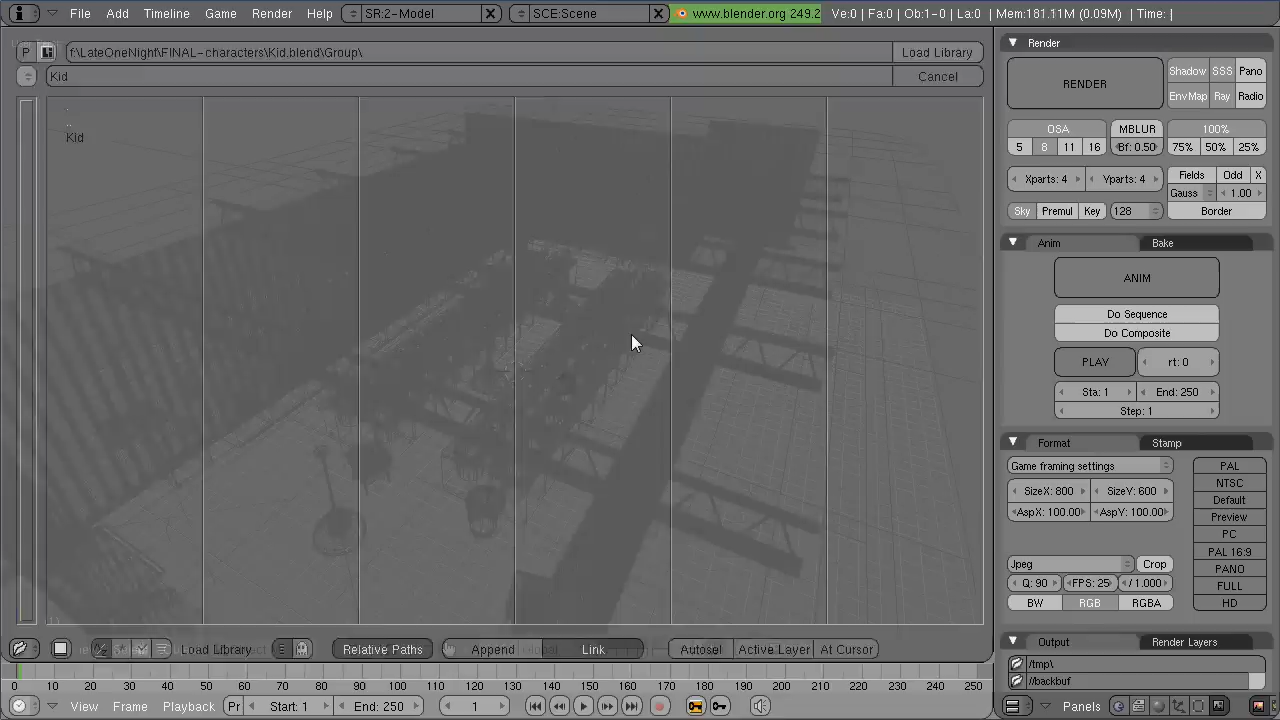 File Add Timeline Game Render Help SR:2-Model X SCE:Scene X www.blender.org 249.2 Ve:0 | Fa:0 | Ob:1-0 | La:0 | Mem:181.11M (0.09M) | Time: |
P f:\LateOneNight\FINAL-characters\Kid.blend\Group\ Load Library
Kid Cancel
.
..
Kid
Load Library Relative Paths Append Link Autosel Active Layer At Cursor
0 10 20 30 40 50 60 70 80 90 100 110 120 130 140 150 160 170 180 190 200 210 220 230 240 250
View Frame Playback Pr Start: 1 End: 250 1
Render
RENDER
Shadow SSS Pano
EnvMap Ray Radio
OSA MBLUR 100%
5 8 11 16 Bf: 0.50 75% 50% 25%
Xparts: 4 Yparts: 4 Fields Odd X
Gauss 1.00
Sky Premul Key 128 Border
Anim Bake
ANIM
Do Sequence
Do Composite
PLAY rt: 0
Sta: 1 End: 250
Step: 1
Format Stamp
Game framing settings PAL
NTSC
SizeX: 800 SizeY: 600 Default
AspX: 100.00 AspY: 100.00 Preview
PC
PAL 16:9
Jpeg Crop PANO
Q: 90 FPS: 25 / 1.000 FULL
BW RGB RGBA HD
Output Render Layers
/tmp\
//backbuf
Panels